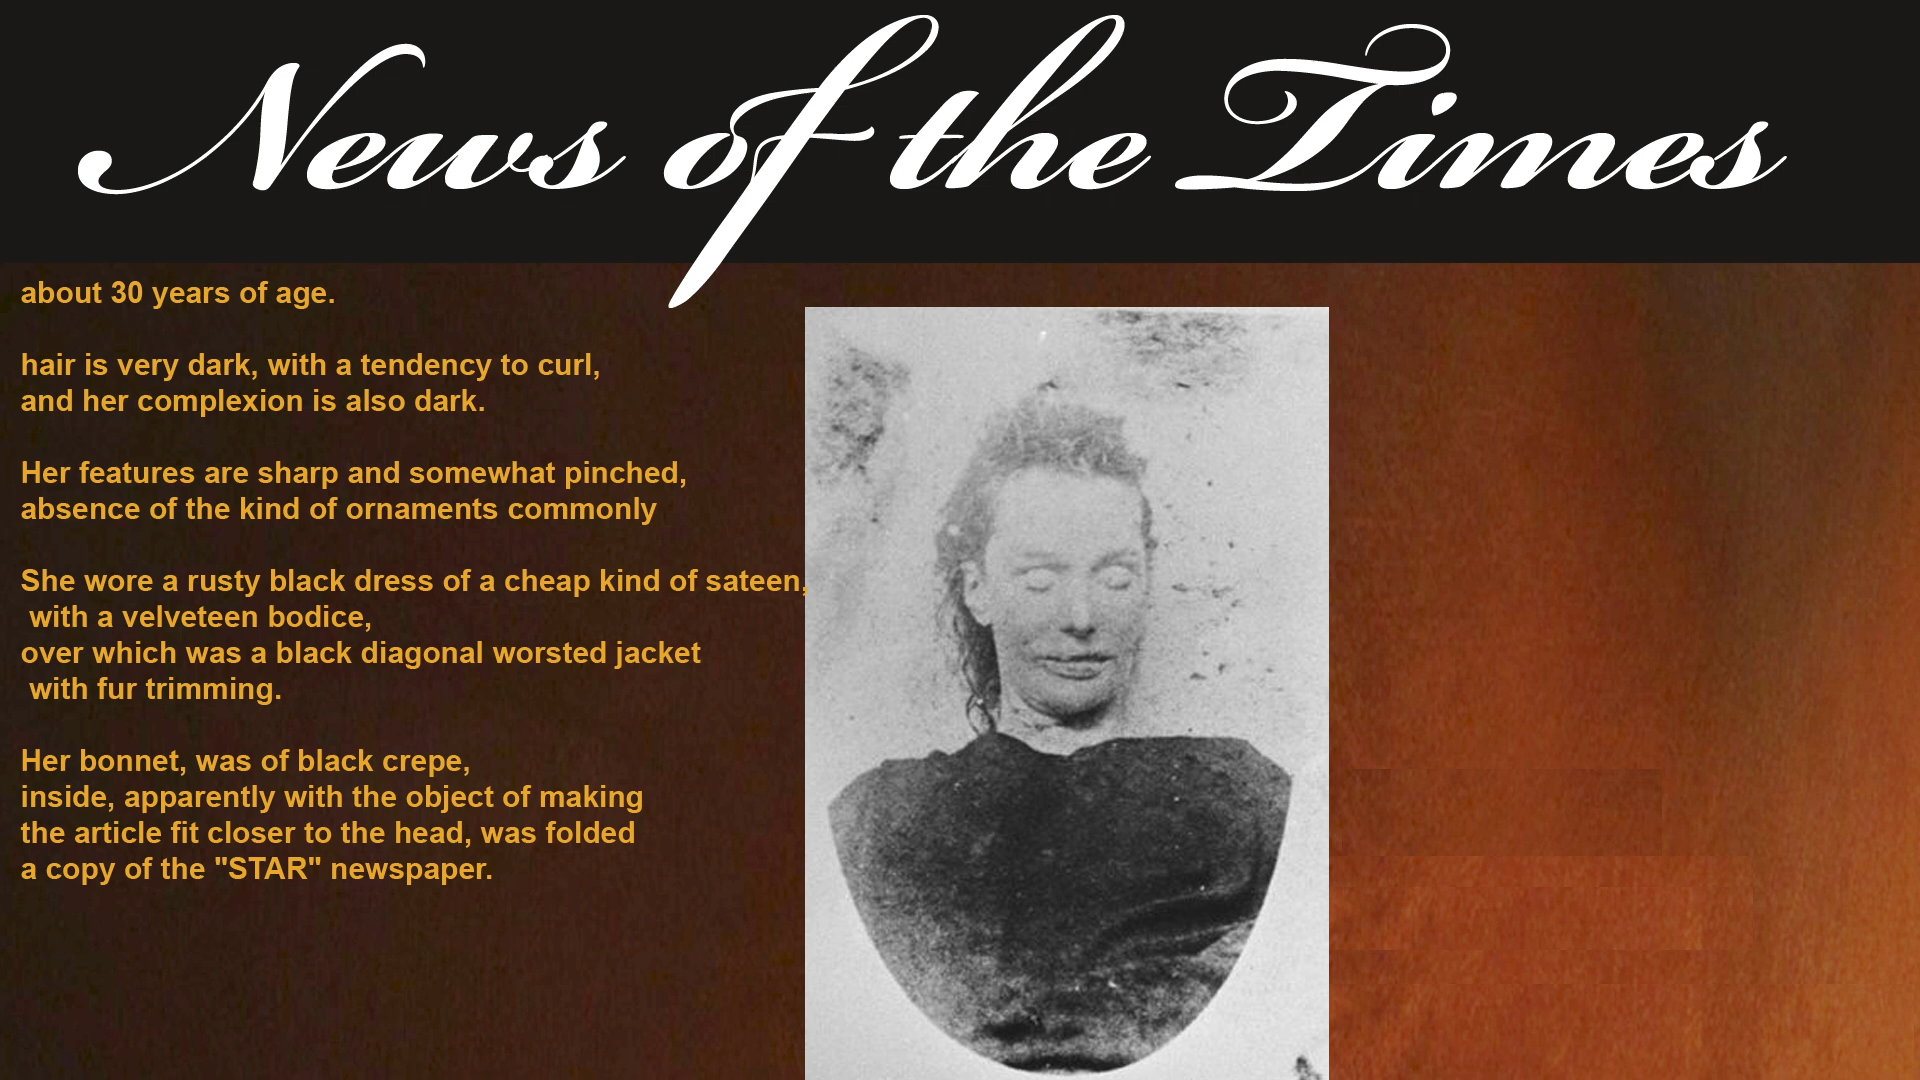 News of the Times
about 30 years of age.
hair is very dark, with a tendency to curl,
and her complexion is also dark.
Her features are sharp and somewhat pinched,
absence of the kind of ornaments commonly
She wore a rusty black dress of a cheap kind of sateen,
with a velveteen bodice,
over which was a black diagonal worsted jacket
with fur trimming.
Her bonnet, was of black crepe,
inside, apparently with the object of making
the article fit closer to the head, was folded
a copy of the "STAR" newspaper.